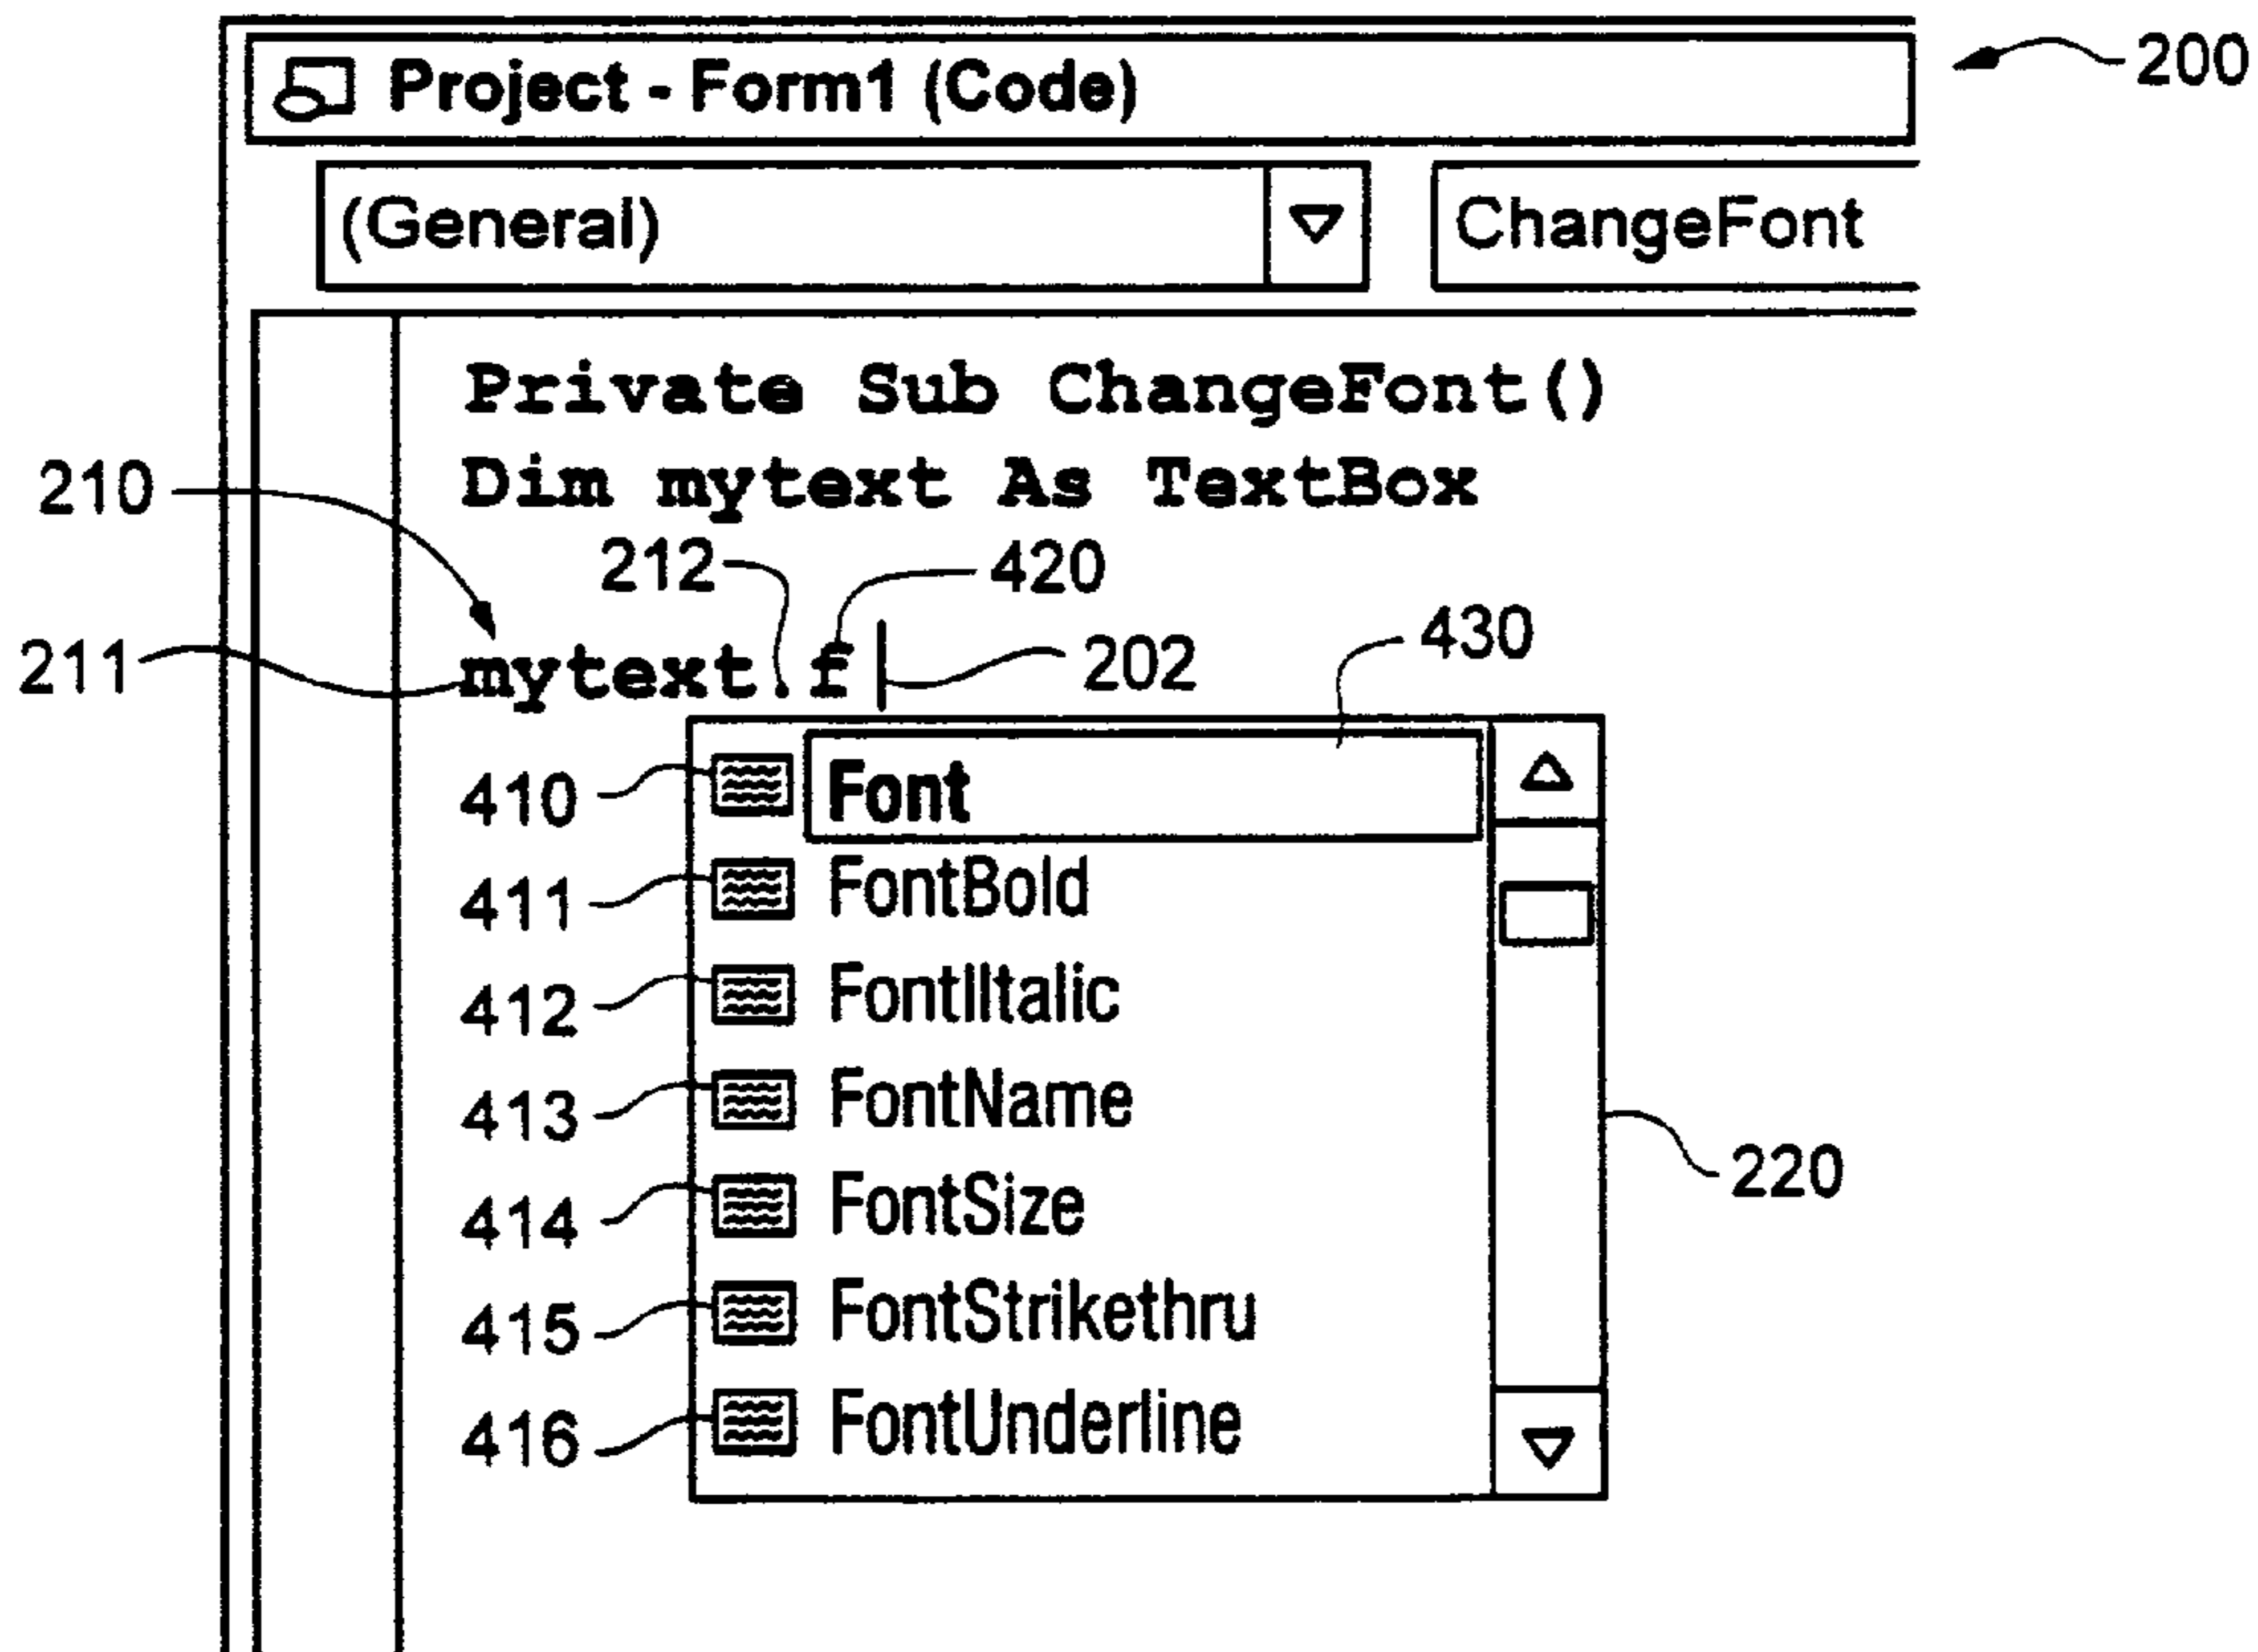 Project - Form1 (Code)
200
(General)
ChangeFont
Private Sub ChangeFont()
210
Dim mytext As TextBox
212
420
211
mytext.f
202
430
410
Font
411
FontBold
412
FontIItalic
413
FontName
220
414
FontSize
415
FontStrikethru
416
FontUnderline